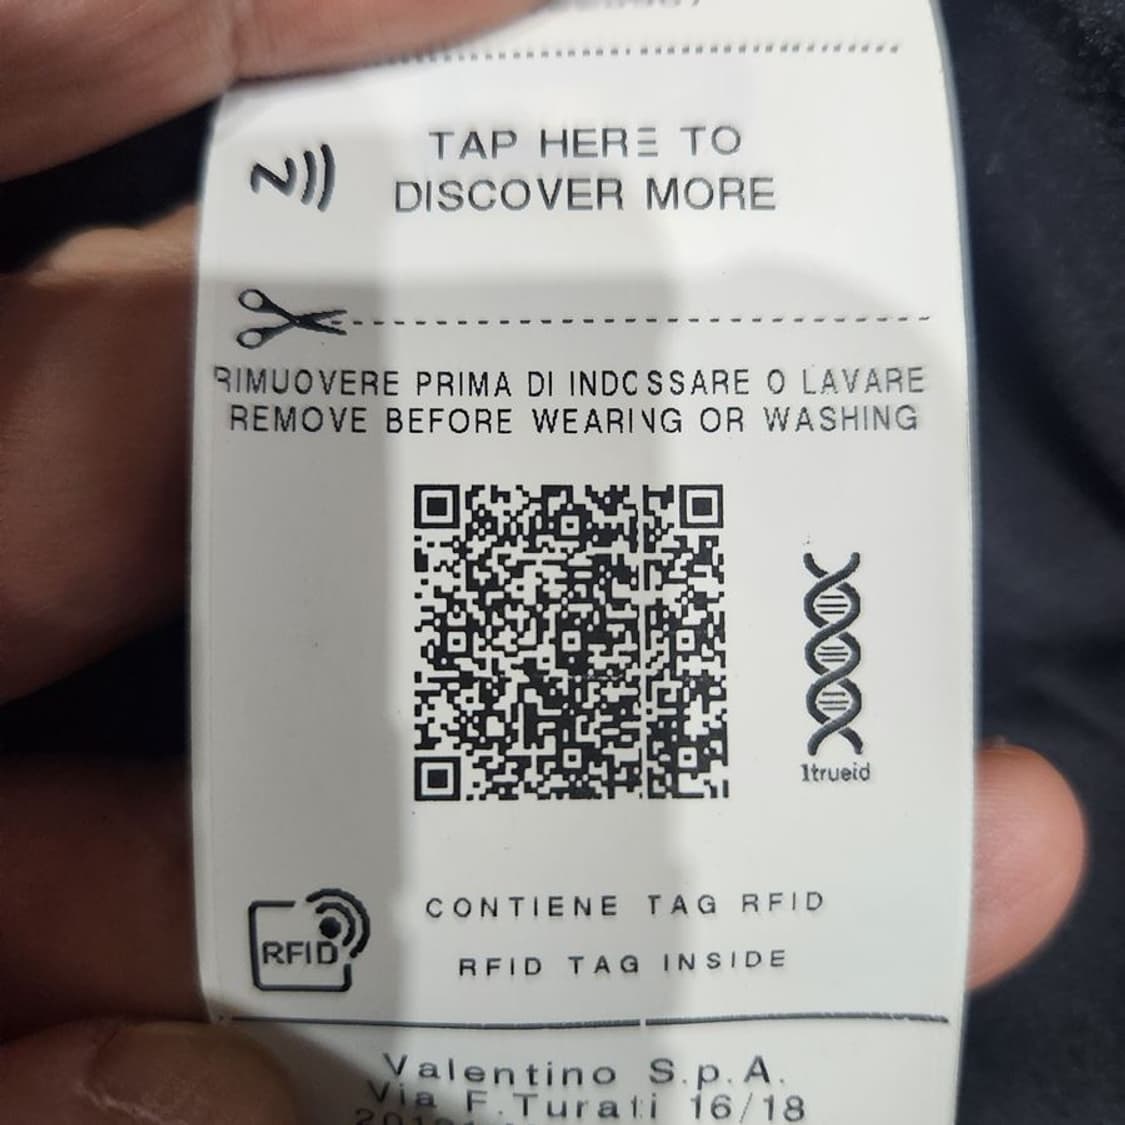 TAP HERE TO
DISCOVER MORE
RIMUOVERE PRIMA DI INDOSSARE O LAVARE
REMOVE BEFORE WEARING OR WASHING
1trueid
CONTIENE TAG RFID
RFID
RFID TAG INSIDE
Valentino S.p.A.
Via F.Turati 16/18